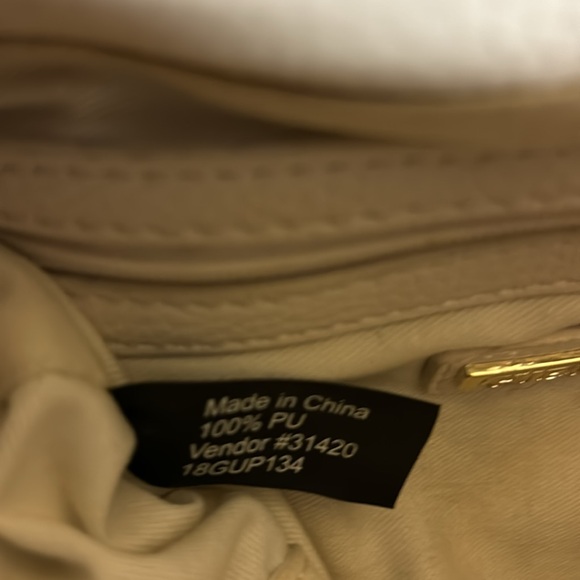 Made in China
100% PU
Vendor #31420
18GUP134